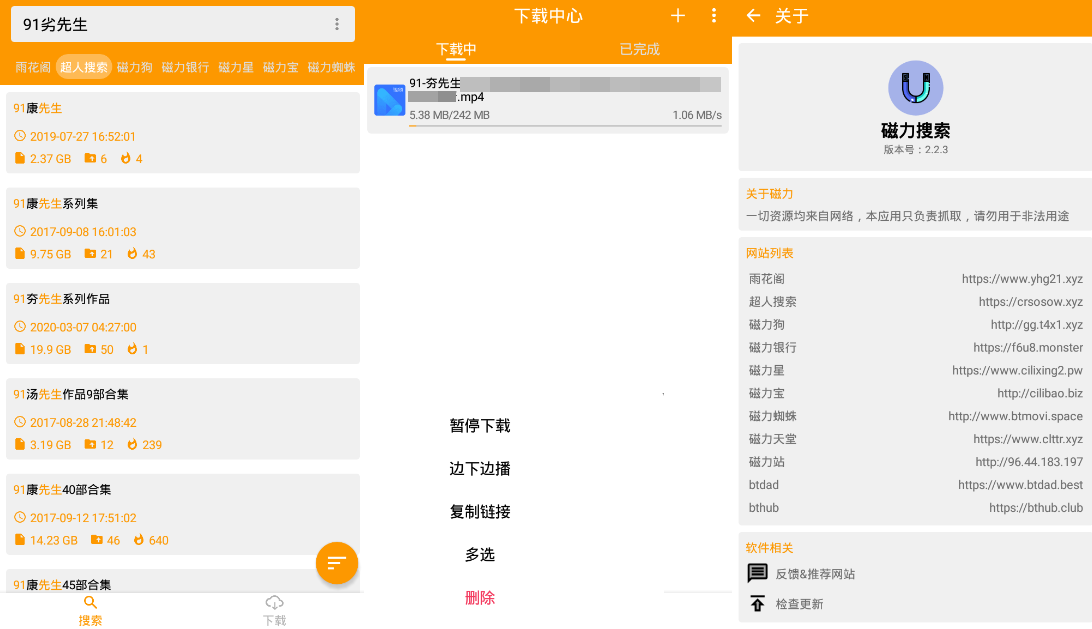 91劣先生
雨花阁 超人搜索 磁力狗 磁力银行 磁力星 磁力宝 磁力蜘蛛
91康先生
2019-07-27 16:52:01
2.37 GB 6 4
91康先生系列集
2017-09-08 16:01:03
9.75 GB 21 43
91夯先生系列作品
2020-03-07 04:27:00
19.9 GB 50 1
91汤先生作品9部合集
2017-08-28 21:48:42
3.19 GB 12 239
91康先生40部合集
2017-09-12 17:51:02
14.23 GB 46 640
91康先生45部合集
搜索 下载
下载中心
下载中 已完成
91-夯先生
.mp4
5.38 MB/242 MB 1.06 MB/s
暂停下载
边下边播
复制链接
多选
删除
关于
磁力搜索
版本号：2.2.3
关于磁力
一切资源均来自网络，本应用只负责抓取，请勿用于非法用途
网站列表
雨花阁 https://www.yhg21.xyz
超人搜索 https://crsosow.xyz
磁力狗 http://gg.t4x1.xyz
磁力银行 https://f6u8.monster
磁力星 https://www.cilixing2.pw
磁力宝 http://cilibao.biz
磁力蜘蛛 http://www.btmovi.space
磁力天堂 https://www.clttr.xyz
磁力站 http://96.44.183.197
btdad https://www.btdad.best
bthub https://bthub.club
软件相关
反馈&推荐网站
检查更新